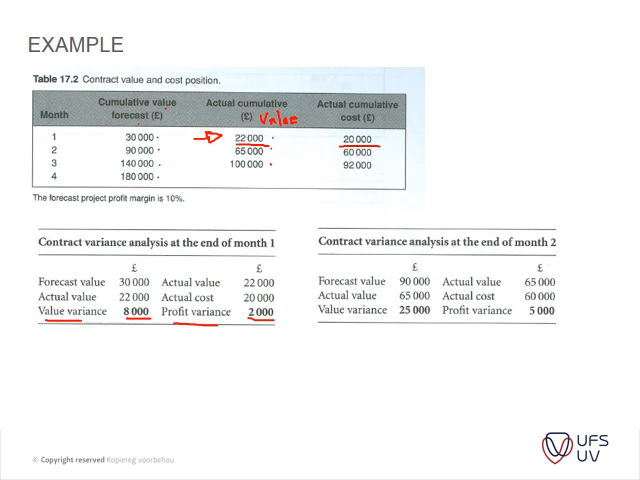 EXAMPLE
Table 17.2 Contract value and cost position.
Month Cumulative value forecast (£) Actual cumulative (£) Value Actual cumulative cost (£)
1 30 000 22 000 20 000
2 90 000 65 000 60 000
3 140 000 100 000 92 000
4 180 000
The forecast project profit margin is 10%.
Contract variance analysis at the end of month 1
£ £
Forecast value 30 000 Actual value 22 000
Actual value 22 000 Actual cost 20 000
Value variance 8 000 Profit variance 2 000
Contract variance analysis at the end of month 2
£ £
Forecast value 90 000 Actual value 65 000
Actual value 65 000 Actual cost 60 000
Value variance 25 000 Profit variance 5 000
© Copyright reserved Kopiereg voorbehou
UFS
UV